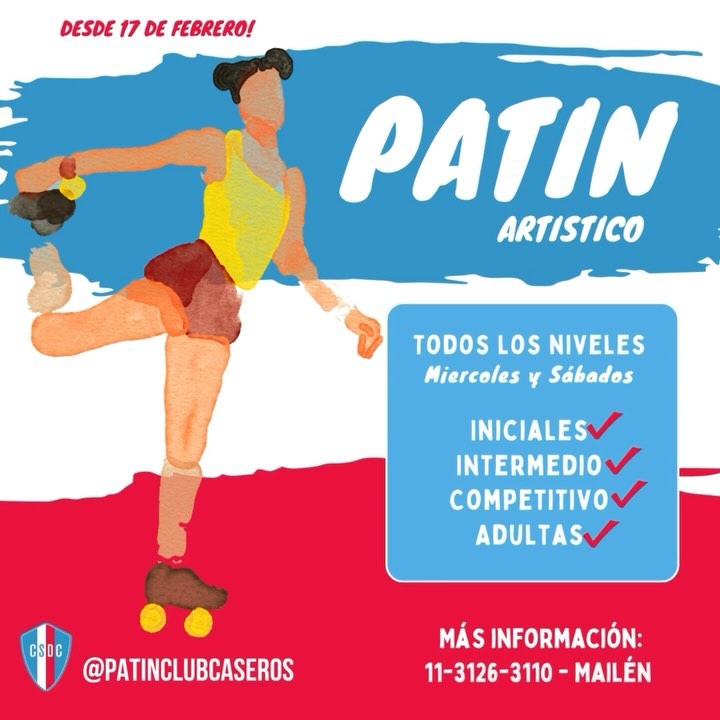 DESDE 17 DE FEBRERO!
PATIN
ARTISTICO
TODOS LOS NIVELES
Miercoles y Sábados
INICIALES
INTERMEDIO
COMPETITIVO
ADULTAS
MÁS INFORMACIÓN:
11-3126-3110 - MAILÉN
CSDC
@PATINCLUBCASEROS